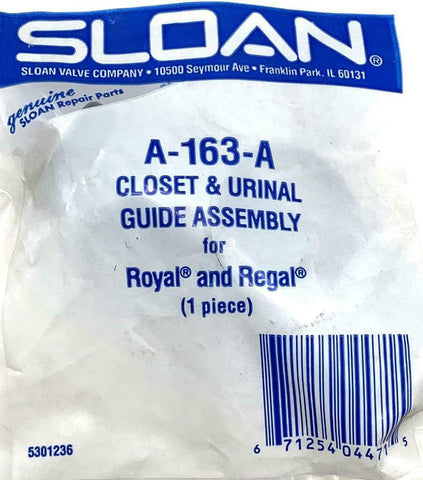 SLOAN®
SLOAN VALVE COMPANY • 10500 Seymour Ave • Franklin Park, IL 60131
genuine
SLOAN Repair Parts
A-163-A
CLOSET & URINAL
GUIDE ASSEMBLY
for
Royal® and Regal®
(1 piece)
5301236
6 71254 04471 5